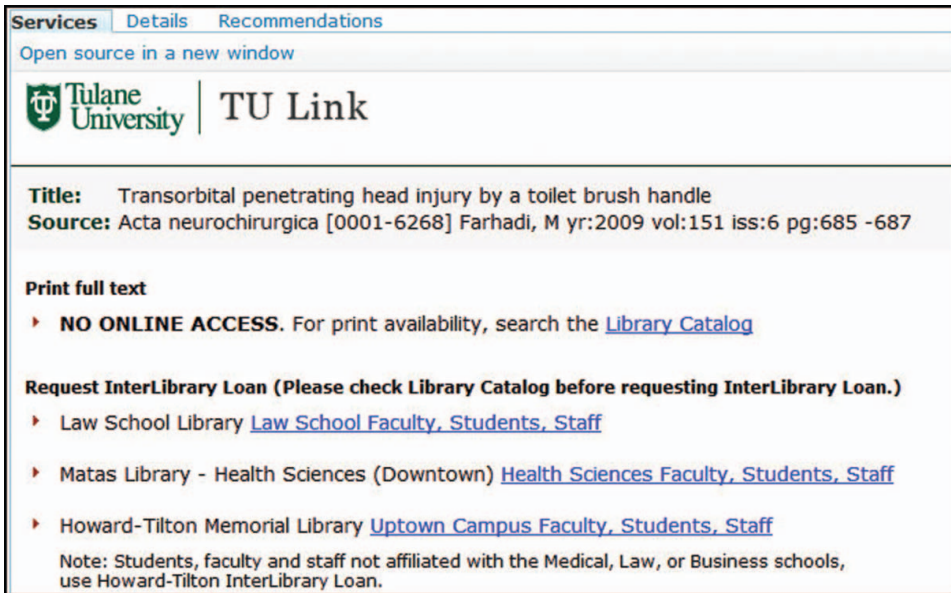 Services Details Recommendations
Open source in a new window
Tulane
University
TU Link
Title: Transorbital penetrating head injury by a toilet brush handle
Source: Acta neurochirurgica [0001-6268] Farhadi, M yr:2009 vol:151 iss:6 pg:685 -687
Print full text
NO ONLINE ACCESS. For print availability, search the Library Catalog
Request InterLibrary Loan (Please check Library Catalog before requesting InterLibrary Loan.)
Law School Library Law School Faculty, Students, Staff
Matas Library - Health Sciences (Downtown) Health Sciences Faculty, Students, Staff
Howard-Tilton Memorial Library Uptown Campus Faculty, Students, Staff
Note: Students, faculty and staff not affiliated with the Medical, Law, or Business schools,
use Howard-Tilton InterLibrary Loan.